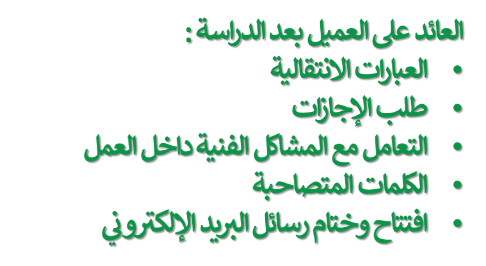 العائد على العميل بعد الدراسة :
• العبارات الانتقالية
• طلب الإجازات
• التعامل مع المشاكل الفنية داخل العمل
• الكلمات المتصاحبة
• افتتاح وختام رسائل البريد الإلكتروني